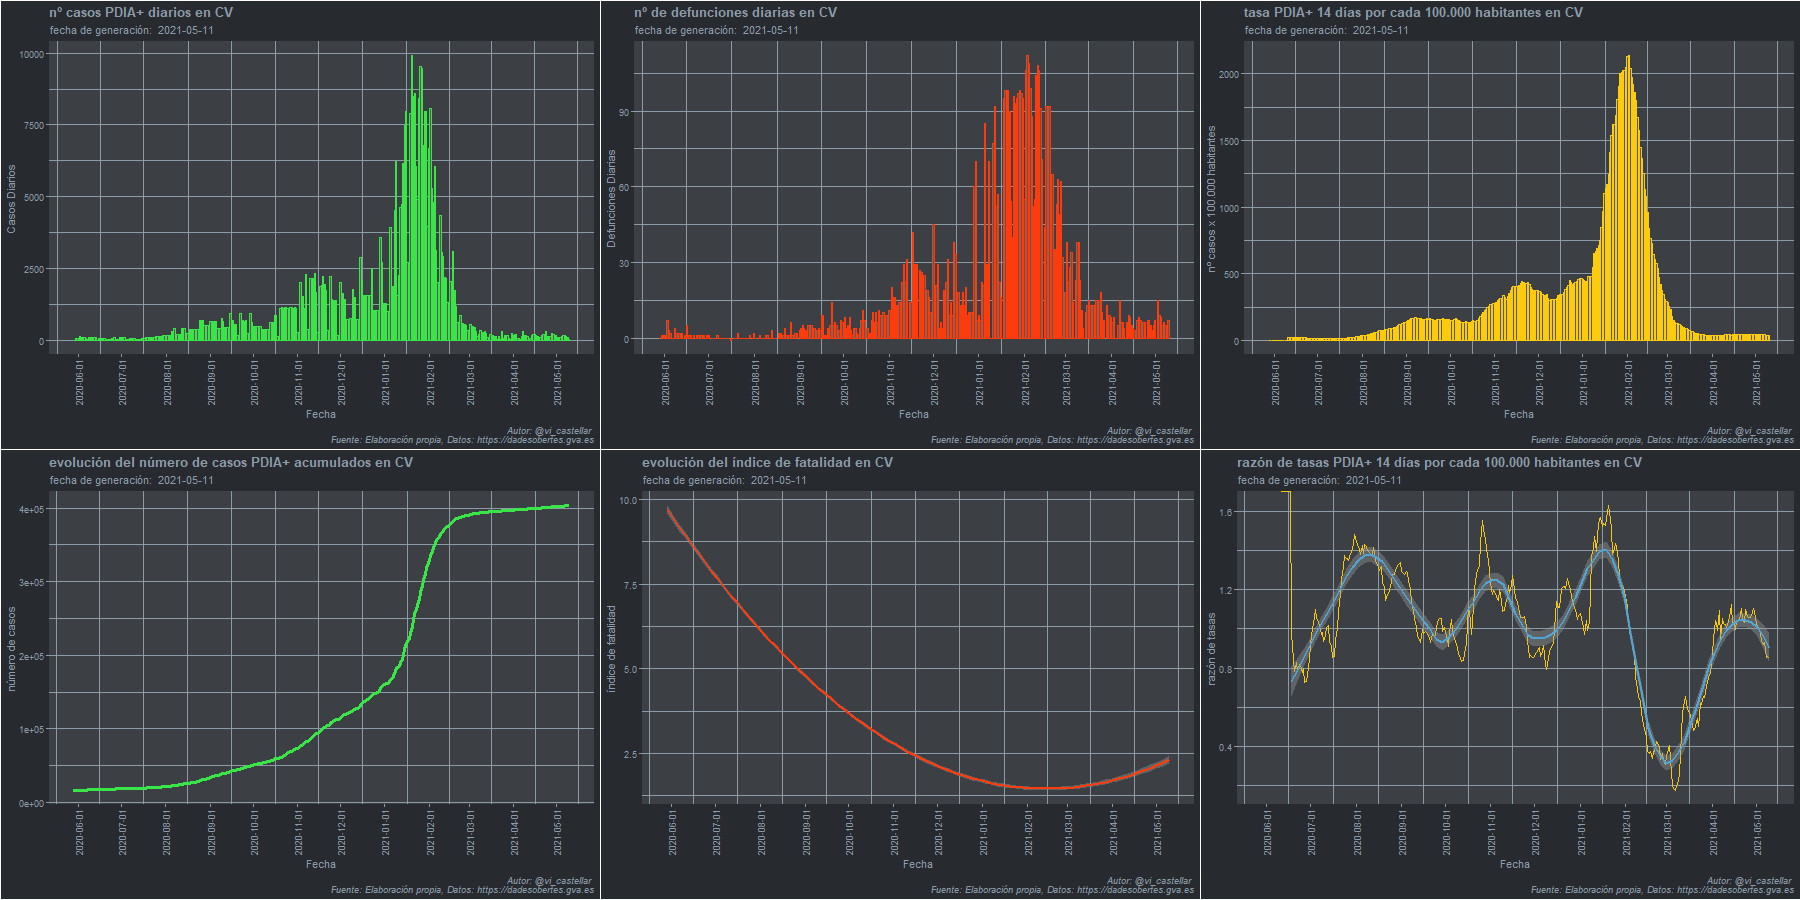 nº casos PDIA+ diarios en CV
fecha de generación: 2021-05-11
Casos Diarios
10000
7500
5000
2500
0
2020-06-01
2020-07-01
2020-08-01
2020-09-01
2020-10-01
2020-11-01
2020-12-01
2021-01-01
2021-02-01
2021-03-01
2021-04-01
2021-05-01
Fecha
Autor: @vi_castellar
Fuente: Elaboración propia, Datos: https://dadesobertes.gva.es
nº de defunciones diarias en CV
fecha de generación: 2021-05-11
Defunciones Diarias
90
60
30
0
2020-06-01
2020-07-01
2020-08-01
2020-09-01
2020-10-01
2020-11-01
2020-12-01
2021-01-01
2021-02-01
2021-03-01
2021-04-01
2021-05-01
Fecha
Autor: @vi_castellar
Fuente: Elaboración propia, Datos: https://dadesobertes.gva.es
tasa PDIA+ 14 días por cada 100.000 habitantes en CV
fecha de generación: 2021-05-11
nº casos x 100.000 habitantes
2000
1500
1000
500
0
2020-06-01
2020-07-01
2020-08-01
2020-09-01
2020-10-01
2020-11-01
2020-12-01
2021-01-01
2021-02-01
2021-03-01
2021-04-01
2021-05-01
Fecha
Autor: @vi_castellar
Fuente: Elaboración propia, Datos: https://dadesobertes.gva.es
evolución del número de casos PDIA+ acumulados en CV
fecha de generación: 2021-05-11
número de casos
4e+05
3e+05
2e+05
1e+05
0e+00
2020-06-01
2020-07-01
2020-08-01
2020-09-01
2020-10-01
2020-11-01
2020-12-01
2021-01-01
2021-02-01
2021-03-01
2021-04-01
2021-05-01
Fecha
Autor: @vi_castellar
Fuente: Elaboración propia, Datos: https://dadesobertes.gva.es
evolución del índice de fatalidad en CV
fecha de generación: 2021-05-11
índice de fatalidad
10.0
7.5
5.0
2.5
2020-06-01
2020-07-01
2020-08-01
2020-09-01
2020-10-01
2020-11-01
2020-12-01
2021-01-01
2021-02-01
2021-03-01
2021-04-01
2021-05-01
Fecha
Autor: @vi_castellar
Fuente: Elaboración propia, Datos: https://dadesobertes.gva.es
razón de tasas PDIA+ 14 días por cada 100.000 habitantes en CV
fecha de generación: 2021-05-11
razón de tasas
1.6
1.2
0.8
0.4
2020-06-01
2020-07-01
2020-08-01
2020-09-01
2020-10-01
2020-11-01
2020-12-01
2021-01-01
2021-02-01
2021-03-01
2021-04-01
2021-05-01
Fecha
Autor: @vi_castellar
Fuente: Elaboración propia, Datos: https://dadesobertes.gva.es